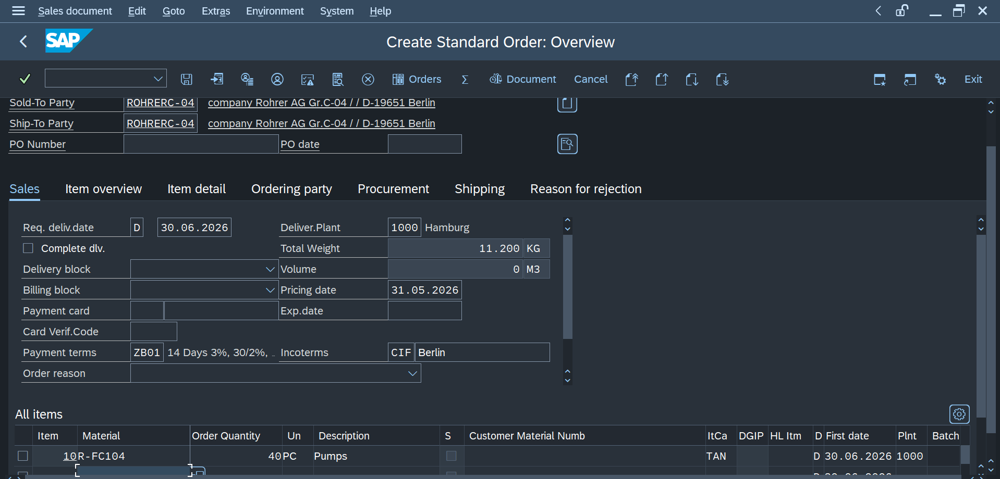 Sales document Edit Goto Extras Environment System Help
SAP
Create Standard Order: Overview
Orders Document Cancel Exit
Sold-To Party ROHRERC-04 company Rohrer AG Gr.C-04 / / D-19651 Berlin
Ship-To Party ROHRERC-04 company Rohrer AG Gr.C-04 / / D-19651 Berlin
PO Number PO date
Sales Item overview Item detail Ordering party Procurement Shipping Reason for rejection
Req. deliv.date D 30.06.2026 Deliver.Plant 1000 Hamburg
Complete dlv. Total Weight 11.200 KG
Delivery block Volume 0 M3
Billing block Pricing date 31.05.2026
Payment card Exp.date
Card Verif.Code
Payment terms ZB01 14 Days 3%, 30/2%, .. Incoterms CIF Berlin
Order reason
All items
Item Material Order Quantity Un Description S Customer Material Numb ItCa DGIP HL Itm D First date Plnt Batch
10 R-FC104 40 PC Pumps TAN D 30.06.2026 1000